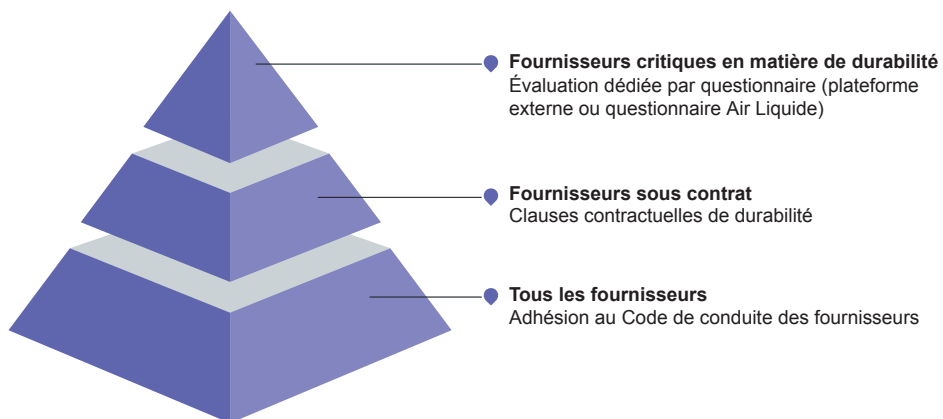 Fournisseurs critiques en matière de durabilité
Évaluation dédiée par questionnaire (plateforme
externe ou questionnaire Air Liquide)
Fournisseurs sous contrat
Clauses contractuelles de durabilité
Tous les fournisseurs
Adhésion au Code de conduite des fournisseurs